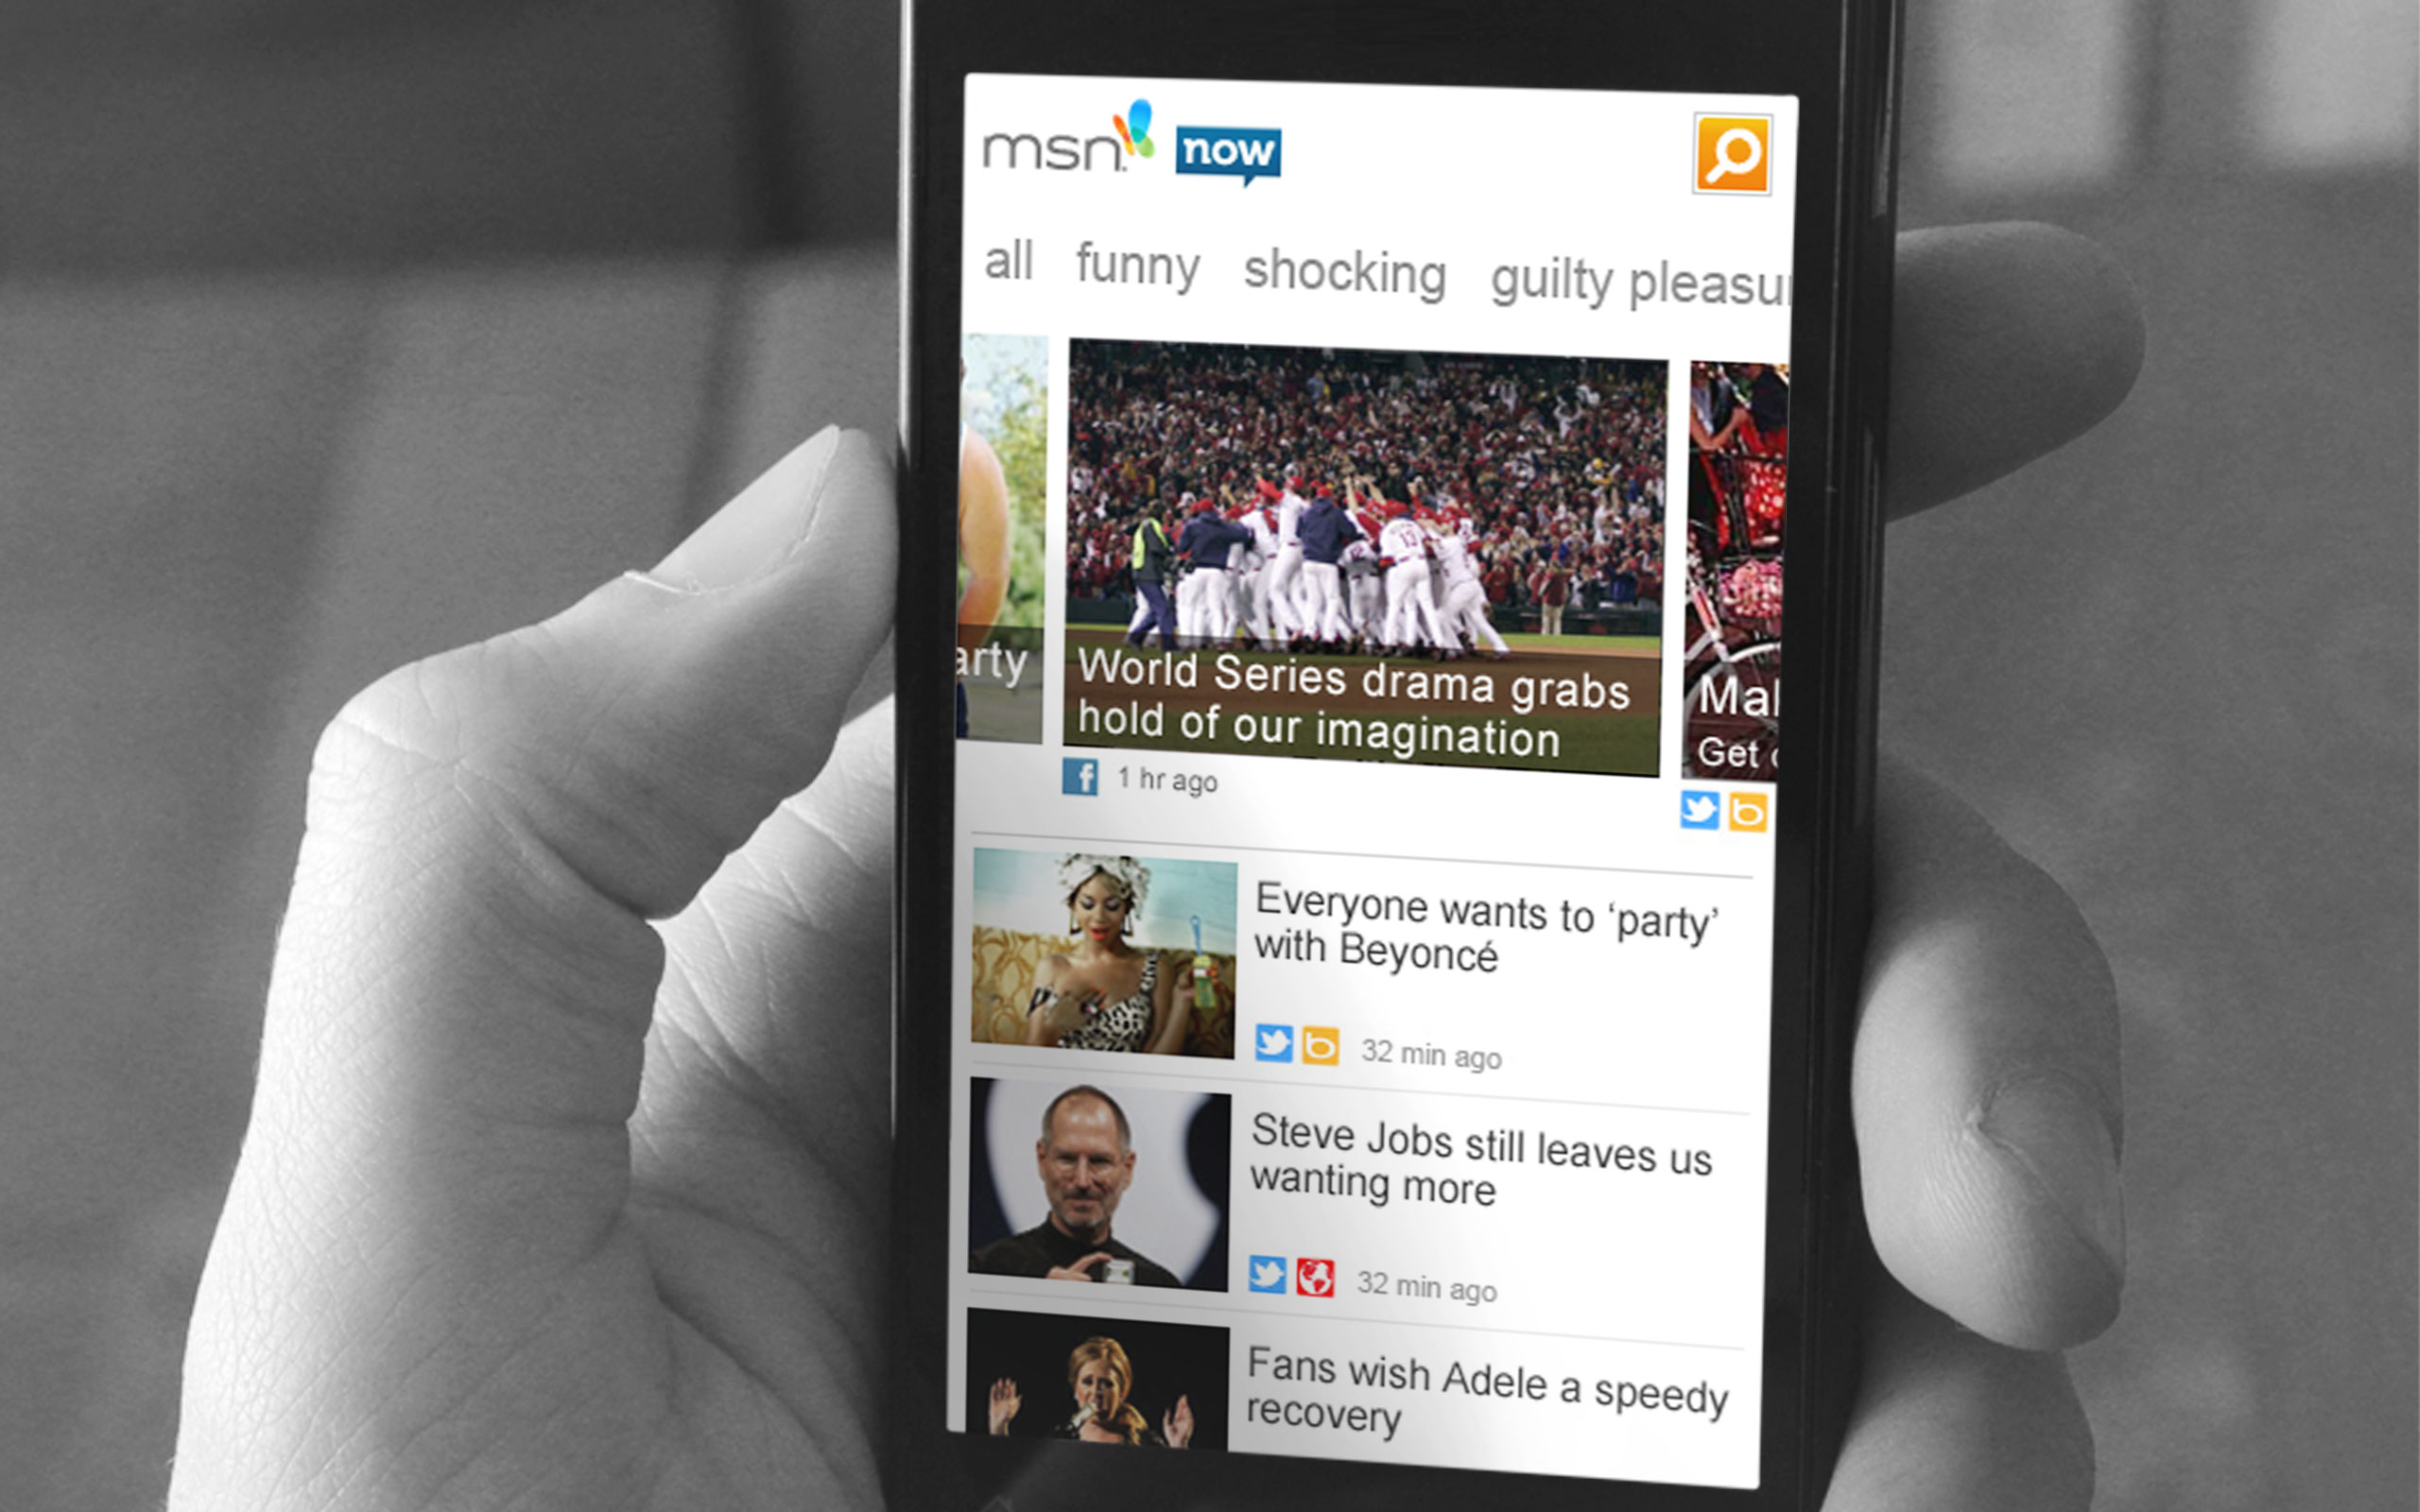 msn
now
all funny shocking guilty pleasur
arty
World Series drama grabs
hold of our imagination
1 hr ago
Mal
Get
Everyone wants to ‘party’
with Beyoncé
32 min ago
Steve Jobs still leaves us
wanting more
32 min ago
Fans wish Adele a speedy
recovery